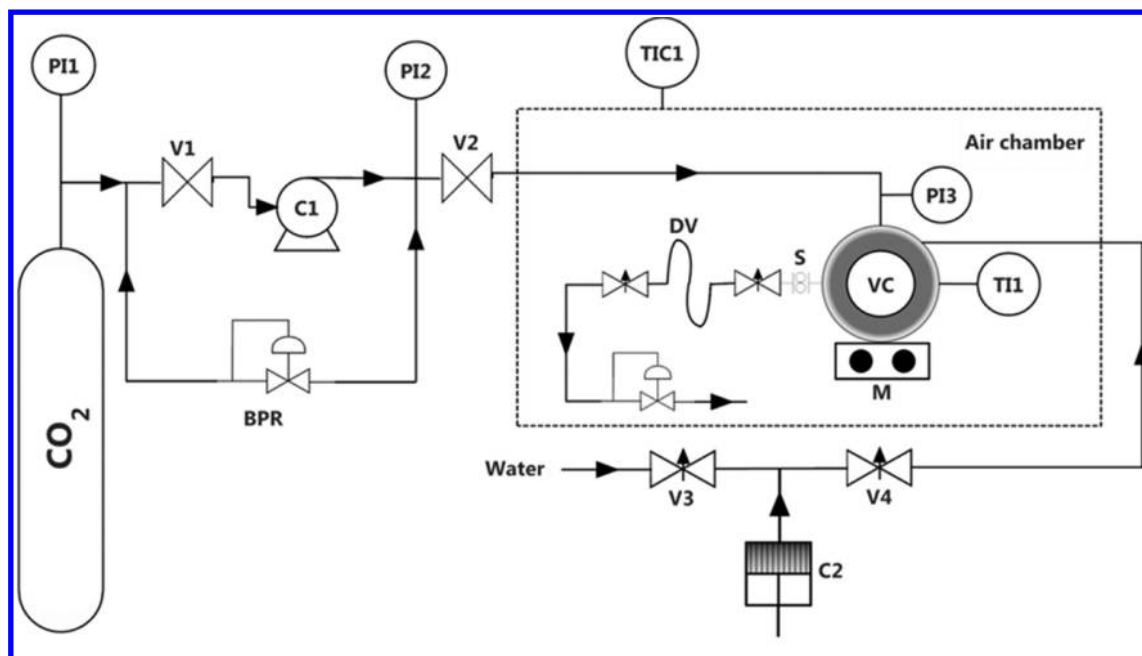 PI1
PI2
TIC1
V1
V2
Air chamber
C1
PI3
DV
S
VC
TI1
BPR
M
CO2
Water
V3
V4
C2